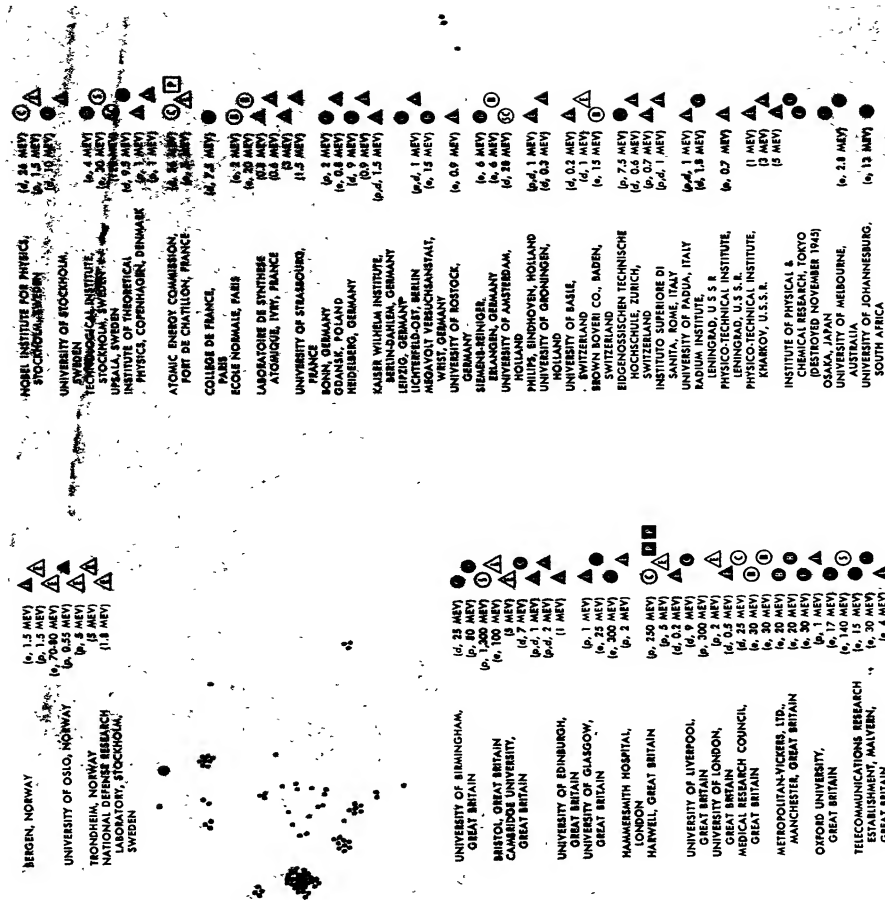 BERGEN, NORWAY (e, 1.5 MEV)
(p, 1.5 MEV)
(e, 70-80 MEV)
UNIVERSITY OF OSLO, NORWAY (p, 0.55 MEV)
(p, 5 MEV)
TRONDHEIM, NORWAY (5 MEV)
NATIONAL DEFENSE RESEARCH (1.8 MEV)
LABORATORY, STOCKHOLM,
SWEDEN
UNIVERSITY OF BIRMINGHAM, (d, 25 MEV)
GREAT BRITAIN (p, 80 MEV)
(p, 1,300 MEV) S
BRISTOL, GREAT BRITAIN (e, 100 MEV)
CAMBRIDGE UNIVERSITY, (5 MEV)
GREAT BRITAIN (d, 7 MEV)
(p,d, 1 MEV)
(p,d, 2 MEV)
UNIVERSITY OF EDINBURGH, (1 MEV)
GREAT BRITAIN
UNIVERSITY OF GLASGOW, (p, 1 MEV)
GREAT BRITAIN (e, 25 MEV)
(e, 300 MEV)
HAMMERSMITH HOSPITAL, (p, 2 MEV)
LONDON
HARWELL, GREAT BRITAIN (p, 250 MEV) C P P
(p, 5 MEV)
(d, 0.2 MEV)
UNIVERSITY OF LIVERPOOL, (d, 9 MEV) C
GREAT BRITAIN (p, 300 MEV)
UNIVERSITY OF LONDON, (p, 2 MEV)
GREAT BRITAIN (d, 0.5 MEV)
MEDICAL RESEARCH COUNCIL, (d, 25 MEV) C
GREAT BRITAIN (e, 30 MEV) B
(e, 30 MEV) B
METROPOLITAN-VICKERS, LTD., (e, 20 MEV) B
MANCHESTER, GREAT BRITAIN (e, 20 MEV) B
(e, 30 MEV)
OXFORD UNIVERSITY, (p, 1 MEV)
GREAT BRITAIN (e, 17 MEV)
(e, 140 MEV) S
TELECOMMUNICATIONS RESEARCH (e, 15 MEV)
ESTABLISHMENT, MALVERN, (e, 30 MEV)
GREAT BRITAIN (p, 4 MEV)
NOBEL INSTITUTE FOR PHYSICS, (d, 26 MEV) C
STOCKHOLM, SWEDEN (p, 1.5 MEV)
UNIVERSITY OF STOCKHOLM,
SWEDEN
TECHNOLOGICAL INSTITUTE, (p, 4 MEV)
STOCKHOLM, SWEDEN S
UPSALA, SWEDEN
INSTITUTE OF THEORETICAL (d, 9.5 MEV)
PHYSICS, COPENHAGEN, DENMARK
ATOMIC ENERGY COMMISSION, C P
FORT DE CHATILLON, FRANCE
COLLEGE DE FRANCE, (d, 7.5 MEV)
PARIS
ECOLE NORMALE, PARIS B
(e, 20 MEV) B
LABORATOIRE DE SYNTHESE (0.8 MEV)
ATOMIQUE, IVRY, FRANCE (0.6 MEV)
(3 MEV)
UNIVERSITY OF STRASBOURG, (1.5 MEV)
FRANCE
BONN, GERMANY
GDANSK, POLAND (e, 0.8 MEV)
HEIDELBERG, GERMANY
(0.9 MEV)
KAISER WILHELM INSTITUTE, (p,d, 1.5 MEV)
BERLIN-DAHLEM, GERMANY
LEIPZIG, GERMANY
LICHTERFELD-OBT, BERLIN (p,d, 1 MEV)
MEGAVOLT VERSUCHSANSTALT, (e, 15 MEV)
WRIST, GERMANY
UNIVERSITY OF ROSTOCK, (e, 0.9 MEV)
GERMANY
SIEMENS-REINIGER, (e, 6 MEV)
ERLANGEN, GERMANY (e, 6 MEV) B
UNIVERSITY OF AMSTERDAM, (d, 28 MEV) SC
HOLLAND
PHILIPS, EINDHOVEN, HOLLAND (p,d, 1 MEV)
UNIVERSITY OF GRONINGEN, (d, 0.3 MEV)
HOLLAND
UNIVERSITY OF BASLE, (d, 0.2 MEV)
SWITZERLAND (d, 1 MEV)
BROWN BOVERI CO., BADEN, (e, 15 MEV) B
SWITZERLAND
EIDGENOSSISCHEN TECHNISCHE (p, 7.5 MEV)
HOCHSCHULE, ZURICH, (d, 0.6 MEV)
SWITZERLAND (p, 0.7 MEV)
INSTITUTO SUPERIORE DI (p,d, 1 MEV)
SANITA, ROME, ITALY
UNIVERSITY PADUA, ITALY (p,d, 1 MEV)
RADIUM INSTITUTE, (d, 1.8 MEV)
LENINGRAD, U S S R
PHYSICO-TECHNICAL INSTITUTE, (p, 0.7 MEV)
LENINGRAD, U.S.S.R.
PHYSICO-TECHNICAL INSTITUTE, (1 MEV)
KHARKOV, U.S.S.R. (3 MEV)
(5 MEV)
INSTITUTE OF PHYSICAL &
CHEMICAL RESEARCH, TOKYO
(DESTROYED NOVEMBER 1945)
OSAKA, JAPAN
UNIVERSITY OF MELBOURNE, (e, 2.8 MEV)
AUSTRALIA
UNIVERSITY OF JOHANNESBURG, (e, 13 MEV)
SOUTH AFRICA